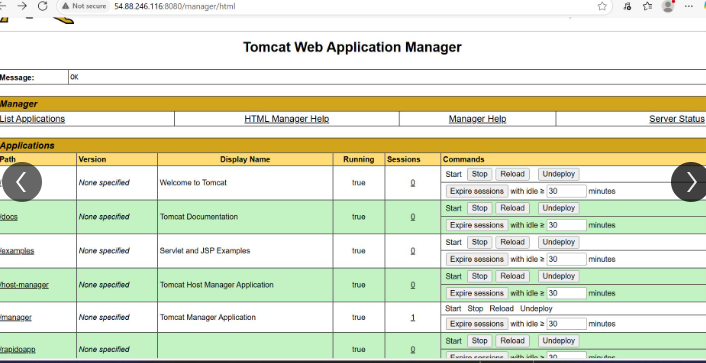 Not secure 54.88.246.116:8080/manager/html
Tomcat Web Application Manager
Message: OK
Manager
List Applications HTML Manager Help Manager Help Server Status
Applications
Path Version Display Name Running Sessions Commands
/ None specified Welcome to Tomcat true 0 Start Stop Reload Undeploy
Expire sessions with idle ≥ 30 minutes
/docs None specified Tomcat Documentation true 0 Start Stop Reload Undeploy
Expire sessions with idle ≥ 30 minutes
/examples None specified Servlet and JSP Examples true 0 Start Stop Reload Undeploy
Expire sessions with idle ≥ 30 minutes
/host-manager None specified Tomcat Host Manager Application true 0 Start Stop Reload Undeploy
Expire sessions with idle ≥ 30 minutes
/manager None specified Tomcat Manager Application true 1 Start Stop Reload Undeploy
Expire sessions with idle ≥ 30 minutes
/rapidoapp None specified true 0 Start Stop Reload Undeploy
Expire sessions with idle ≥ 30 minutes